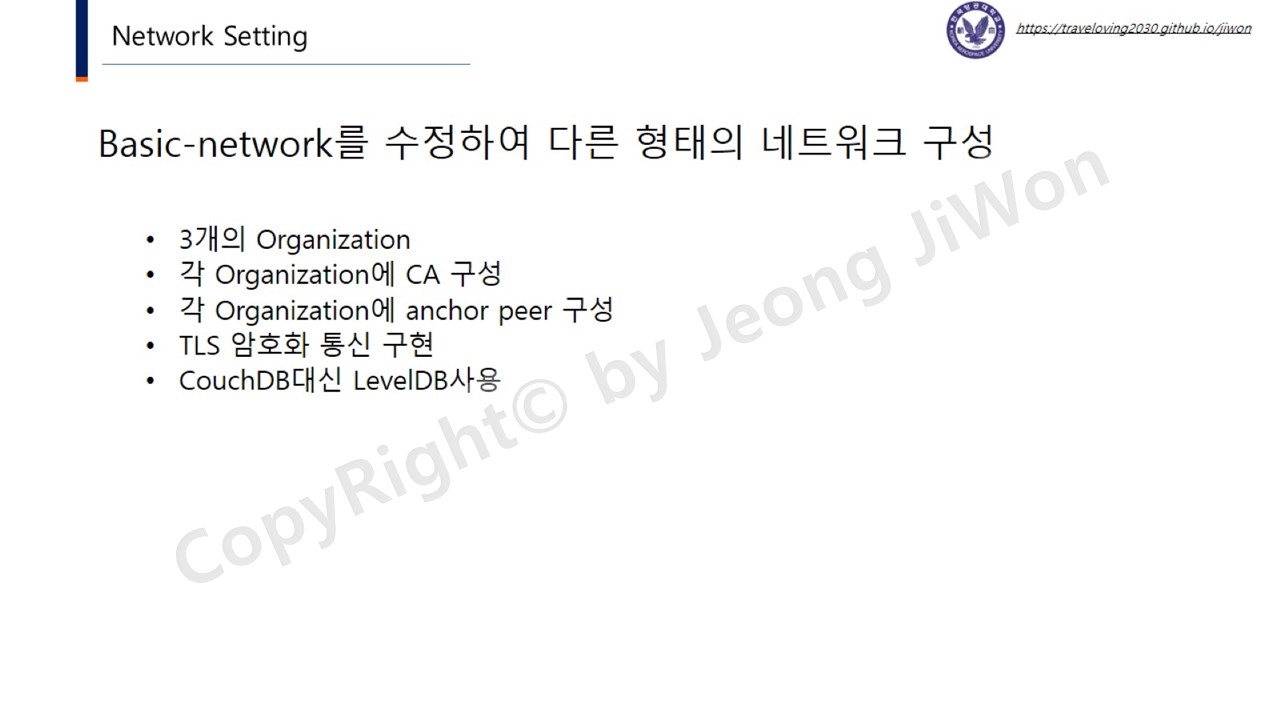 Network Setting
https://traveloving2030.github.io/jiwon
Basic-network를 수정하여 다른 형태의 네트워크 구성
• 3개의 Organization
• 각 Organization에 CA 구성
• 각 Organization에 anchor peer 구성
• TLS 암호화 통신 구현
• CouchDB대신 LevelDB사용
CopyRight© by Jeong JiWon